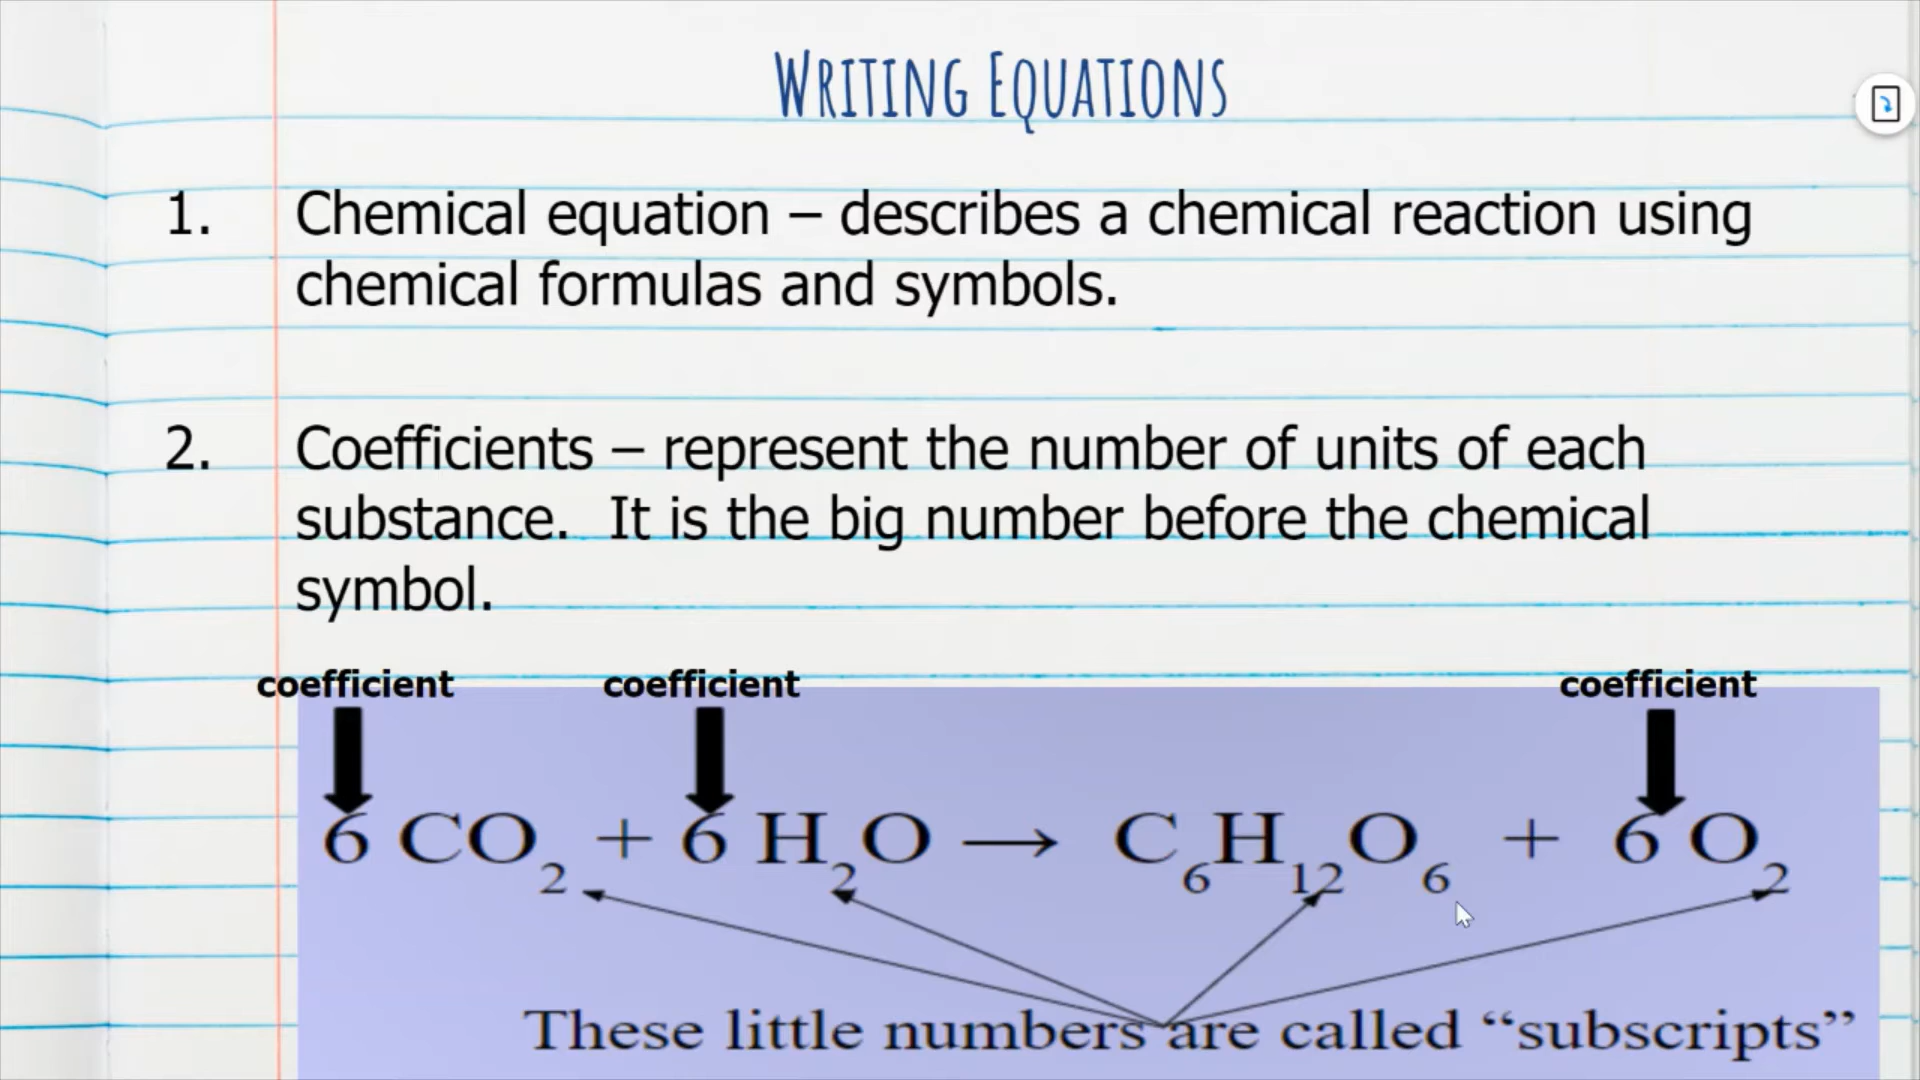 Writing Equations
1. Chemical equation – describes a chemical reaction using
chemical formulas and symbols.
2. Coefficients – represent the number of units of each
substance.  It is the big number before the chemical
symbol.
coefficient coefficient coefficient
6 CO₂ + 6 H₂O → C₆H₁₂O₆ + 6 O₂
These little numbers are called “subscripts”